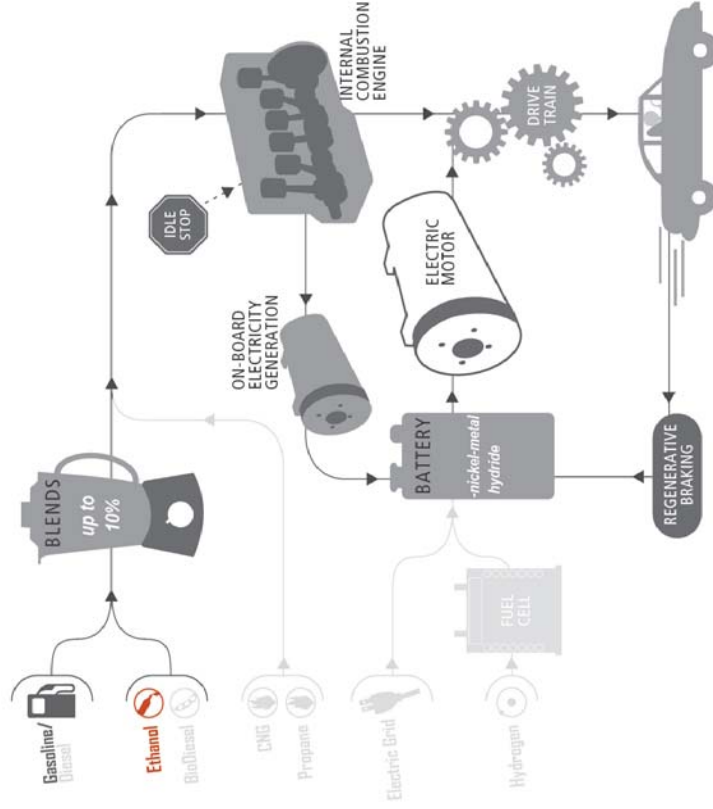 Gasoline/
Diesel
Ethanol
BioDiesel
CNG
Propane
Electric Grid
Hydrogen
BLENDS
up to
10%
FUEL
CELL
IDLE
STOP
INTERNAL
COMBUSTION
ENGINE
ON-BOARD
ELECTRICITY
GENERATION
BATTERY
-nickel-metal
hydride
ELECTRIC
MOTOR
DRIVE
TRAIN
REGENERATIVE
BRAKING